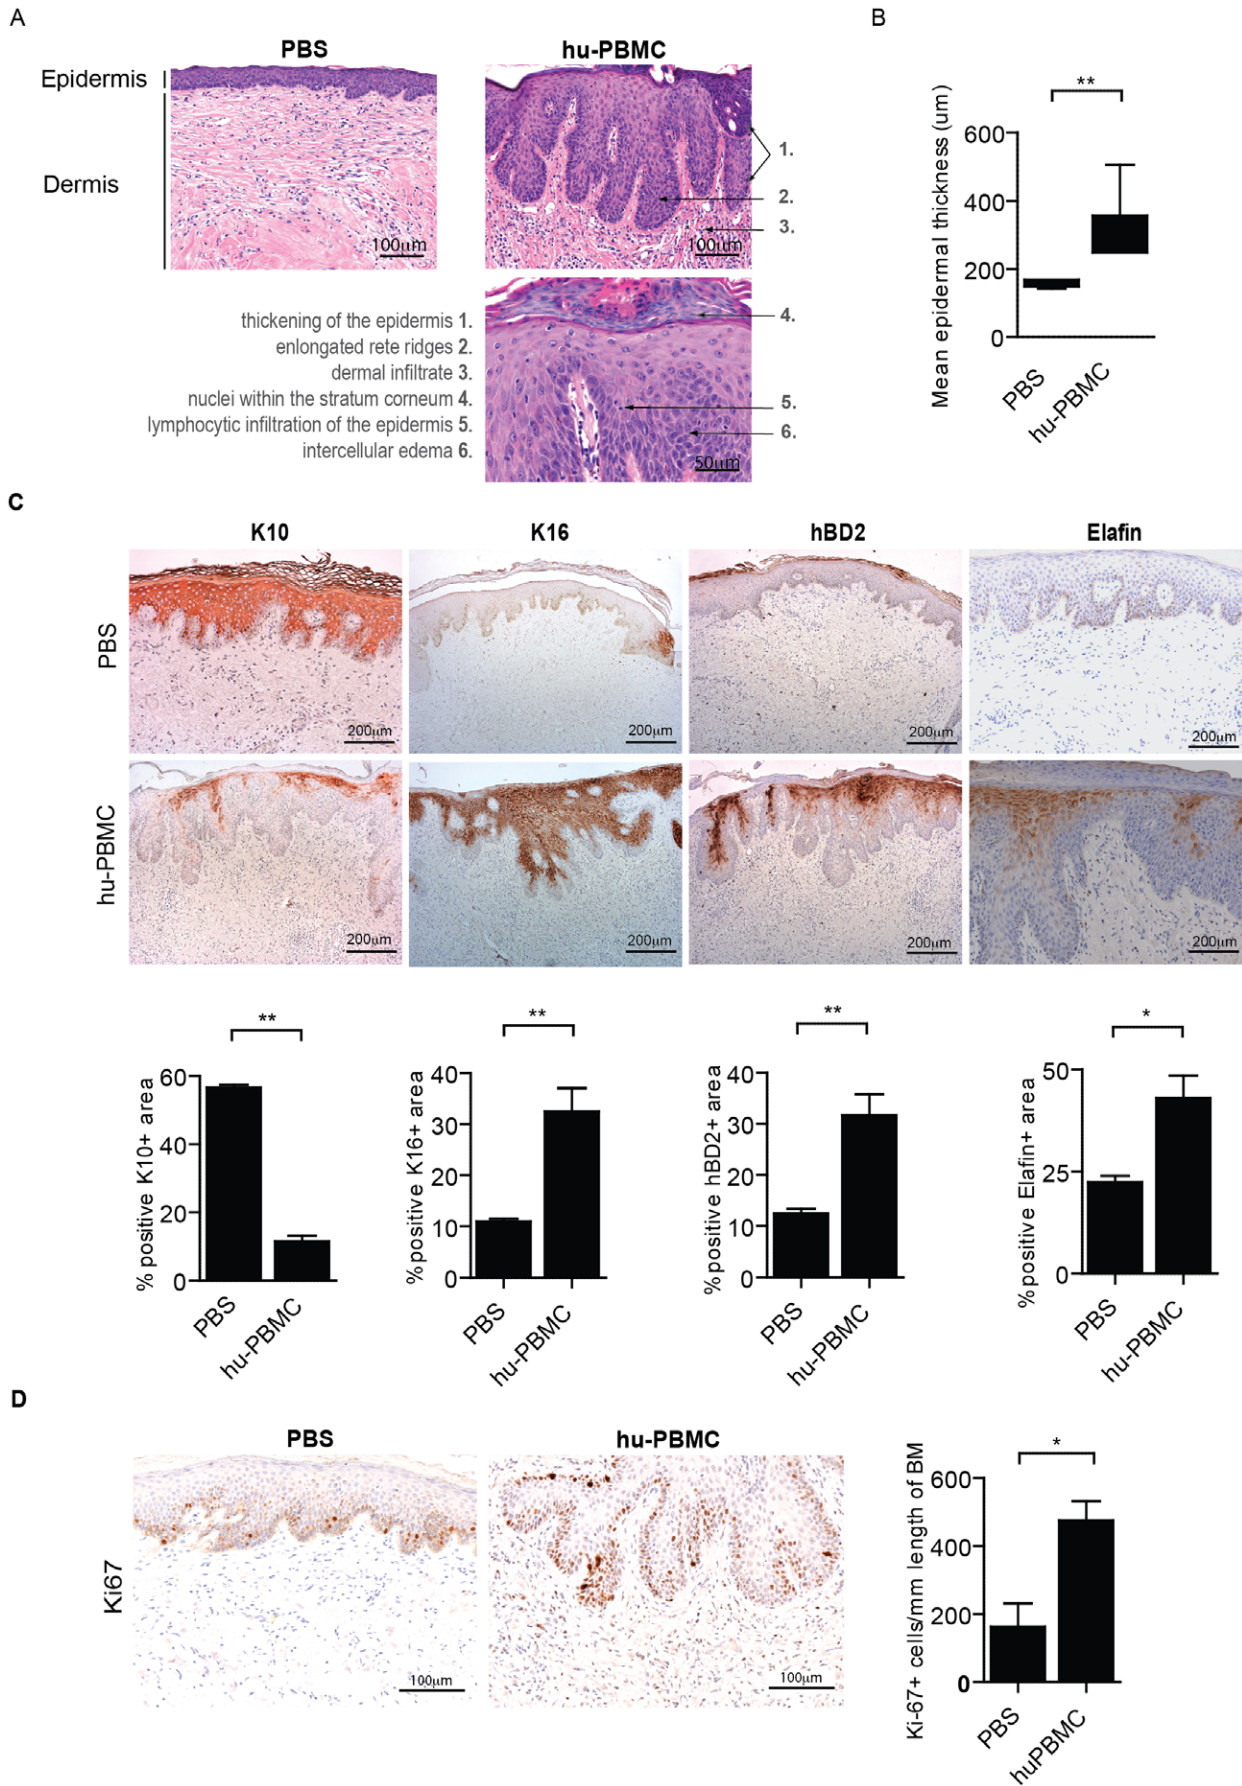 A
PBS
hu-PBMC
Epidermis
Dermis
100μm
100μm
1.
2.
3.
thickening of the epidermis 1.
enlongated rete ridges 2.
dermal infiltrate 3.
nuclei within the stratum corneum 4.
lymphocytic infiltration of the epidermis 5.
intercellular edema 6.
4.
5.
6.
50μm
B
**
Mean epidermal thickness (um)
600
400
200
0
PBS
hu-PBMC
C
K10
K16
hBD2
Elafin
PBS
200μm
200μm
200μm
200μm
hu-PBMC
200μm
200μm
200μm
200μm
**
%positive K10+ area
60
40
20
0
PBS
hu-PBMC
**
%positive K16+ area
40
30
20
10
0
PBS
hu-PBMC
**
%positive hBD2+ area
40
30
20
10
0
PBS
hu-PBMC
*
%positive Elafin+ area
50
25
0
PBS
hu-PBMC
D
PBS
hu-PBMC
Ki67
100μm
100μm
*
Ki-67+ cells/mm length of BM
600
400
200
0
PBS
huPBMC